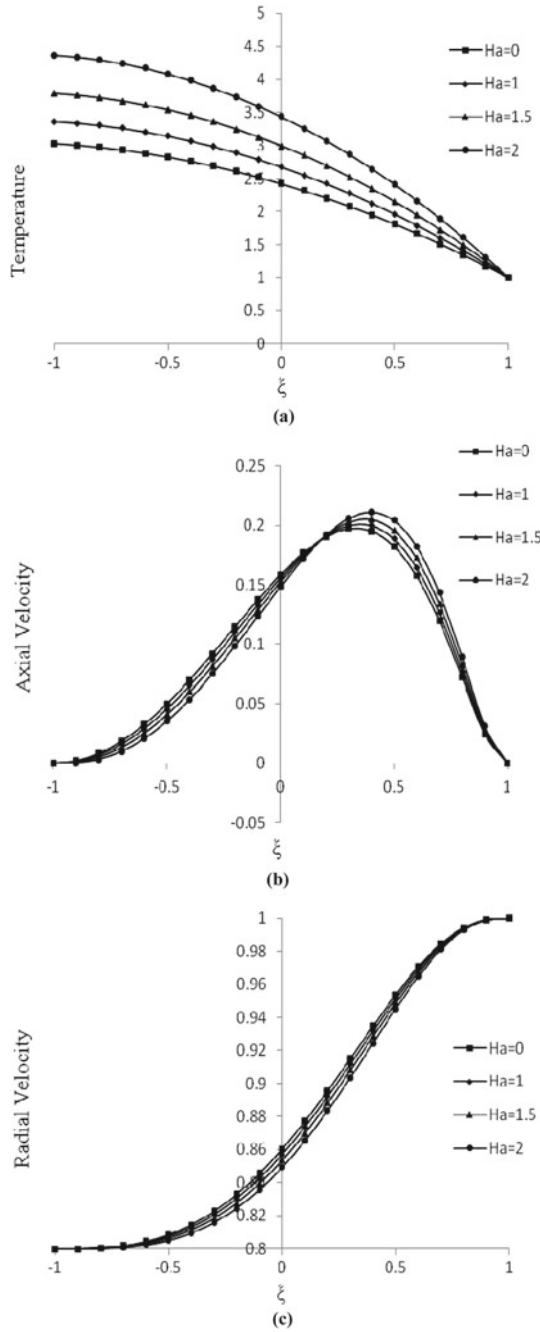 5
4.5
4
3.5
3
2.5
2
1.5
1
0.5
0
-1 -0.5 0 0.5 1
Temperature
ξ
Ha=0
Ha=1
Ha=1.5
Ha=2
(a)
0.25
0.2
0.15
0.1
0.05
0
-0.05
-1 -0.5 0 0.5 1
Axial Velocity
ξ
Ha=0
Ha=1
Ha=1.5
Ha=2
(b)
1
0.98
0.96
0.94
0.92
0.9
0.88
0.86
0.84
0.82
0.8
-1 -0.5 0 0.5 1
Radial Velocity
ξ
Ha=0
Ha=1
Ha=1.5
Ha=2
(c)